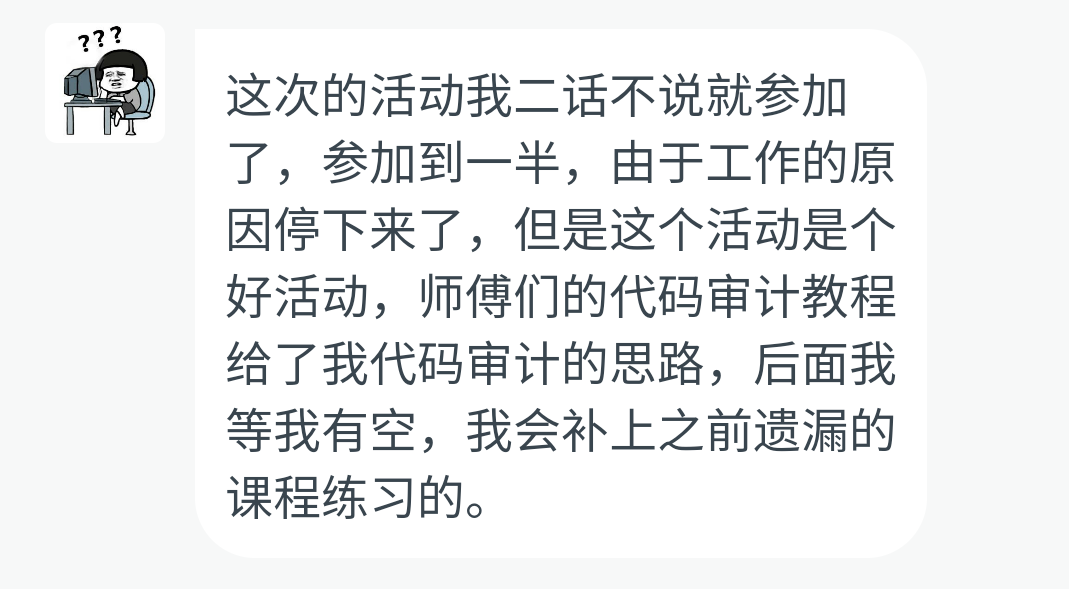 ???
这次的活动我二话不说就参加
了，参加到一半，由于工作的原
因停下来了，但是这个活动是个
好活动，师傅们的代码审计教程
给了我代码审计的思路，后面我
等我有空，我会补上之前遗漏的
课程练习的。